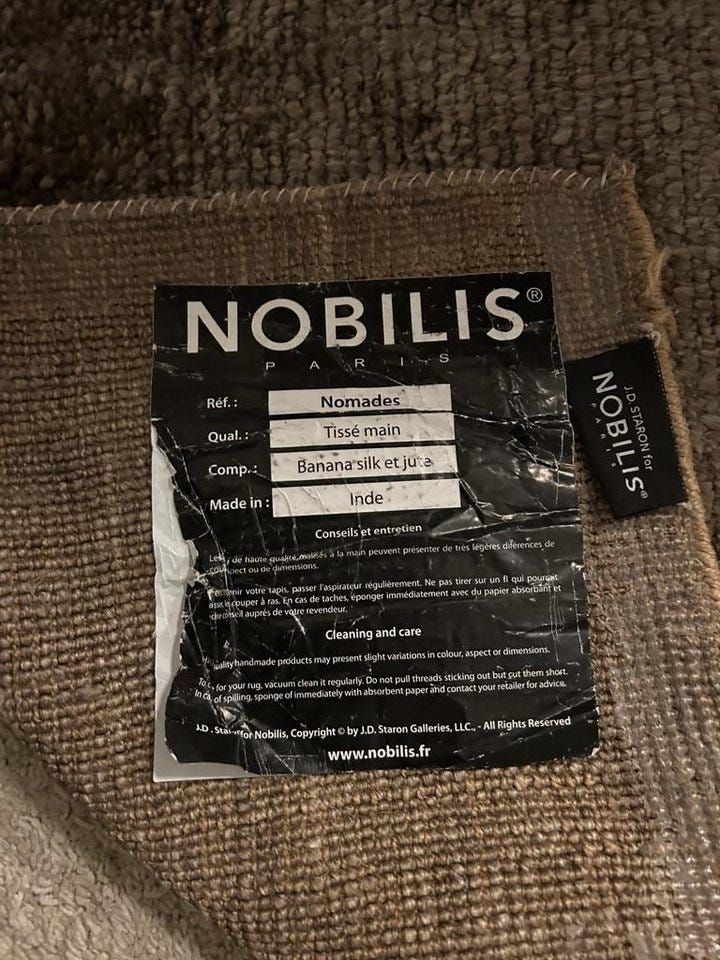 NOBILIS®
PARIS
Réf. : Nomades
Qual. : Tissé main
Comp. : Banana silk et jute
Made in : Inde
Conseils et entretien
de haute qualité à la main peuvent présenter de très légères diférences de
ou de dimensions.
votre tapis, passer l'aspirateur régulièrement. Ne pas tirer sur un fl qui pourrait
couper à ras. En cas de taches, éponger immédiatement avec du papier absorbant et
auprès de votre revendeur.
Cleaning and care
handmade products may present slight variations in colour, aspect or dimensions.
for your rug, vacuum clean it regularly. Do not pull threads sticking out but cut them short.
of spilling, sponge of immediately with absorbent paper and contact your retailer for advice.
J.D. for Nobilis, Copyright © by J.D. Staron Galleries, LLC., - All Rights Reserved
www.nobilis.fr
J.D. STARON for
NOBILIS®
PARIS